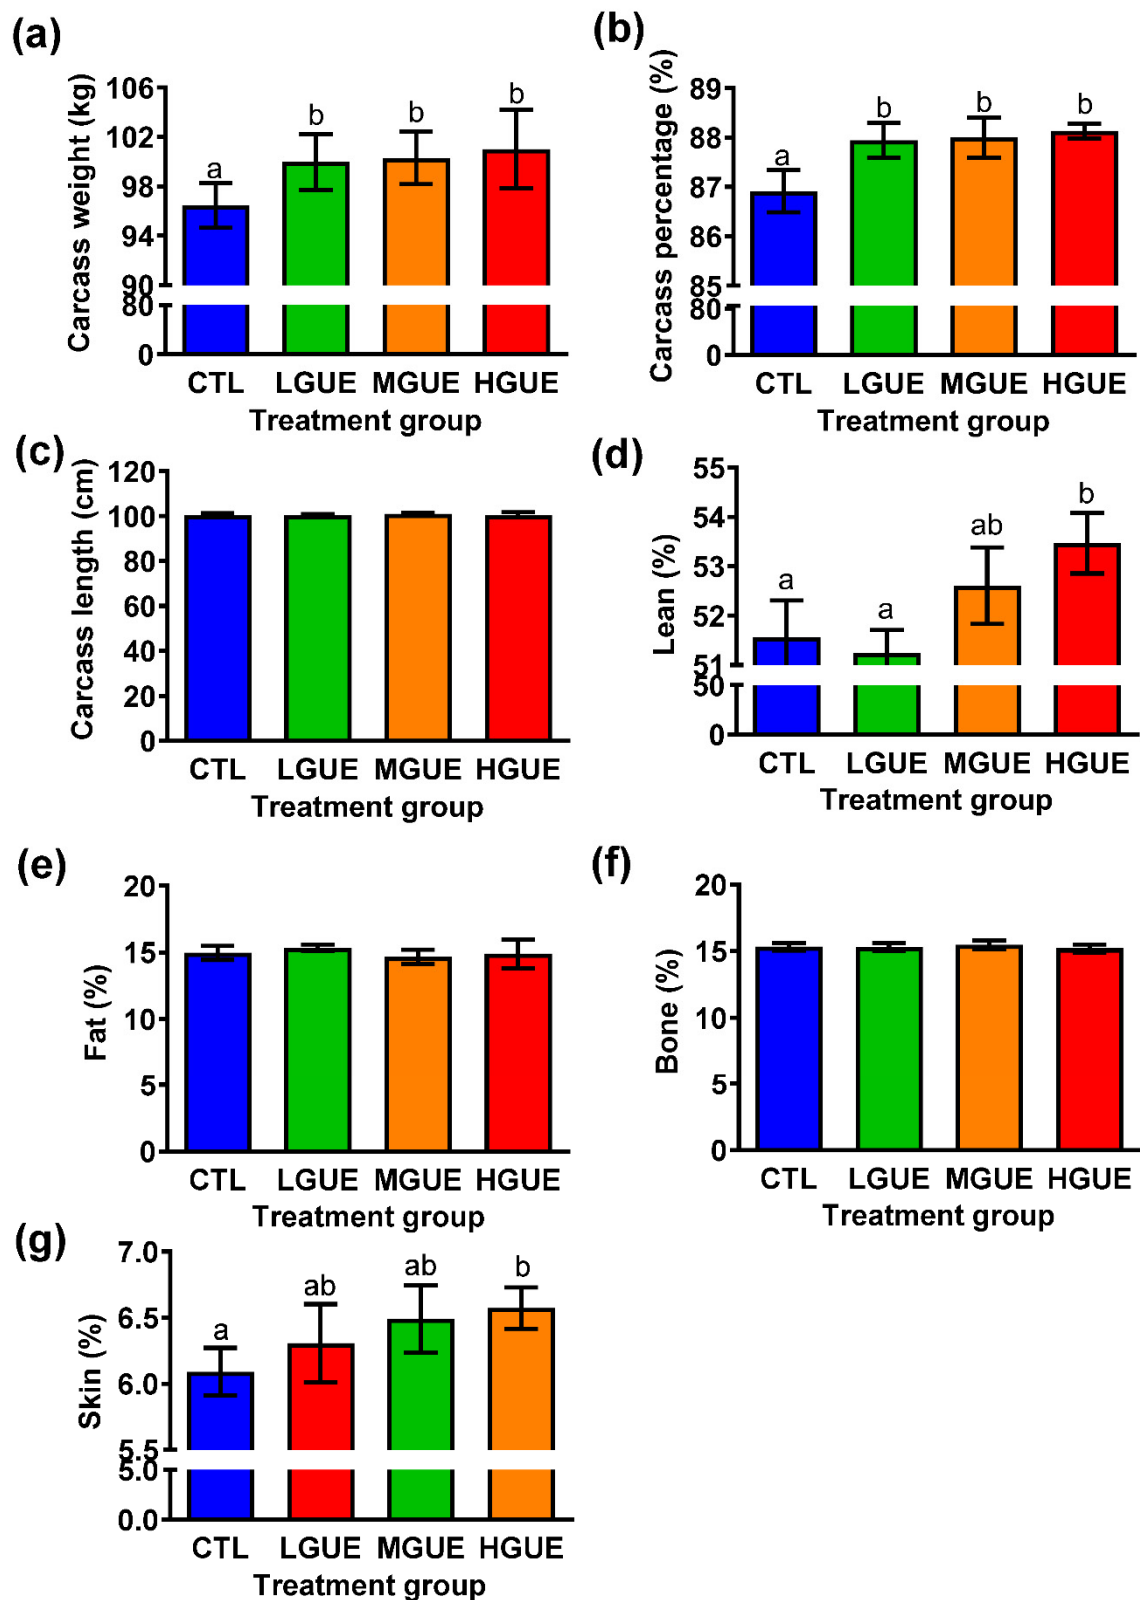 (a)
Carcass weight (kg)
106
102
98
94
90
80
0
a
b
b
b
CTL LGUE MGUE HGUE
Treatment group
(b)
Carcass percentage (%)
89
88
87
86
85
80
0
a
b
b
b
CTL LGUE MGUE HGUE
Treatment group
(c)
Carcass length (cm)
120
100
80
60
40
20
0
CTL LGUE MGUE HGUE
Treatment group
(d)
Lean (%)
55
54
53
52
51
50
0
a
a
ab
b
CTL LGUE MGUE HGUE
Treatment group
(e)
Fat (%)
20
15
10
5
0
CTL LGUE MGUE HGUE
Treatment group
(f)
Bone (%)
20
15
10
5
0
CTL LGUE MGUE HGUE
Treatment group
(g)
Skin (%)
7.0
6.5
6.0
5.5
5.0
0.0
a
ab
ab
b
CTL LGUE MGUE HGUE
Treatment group